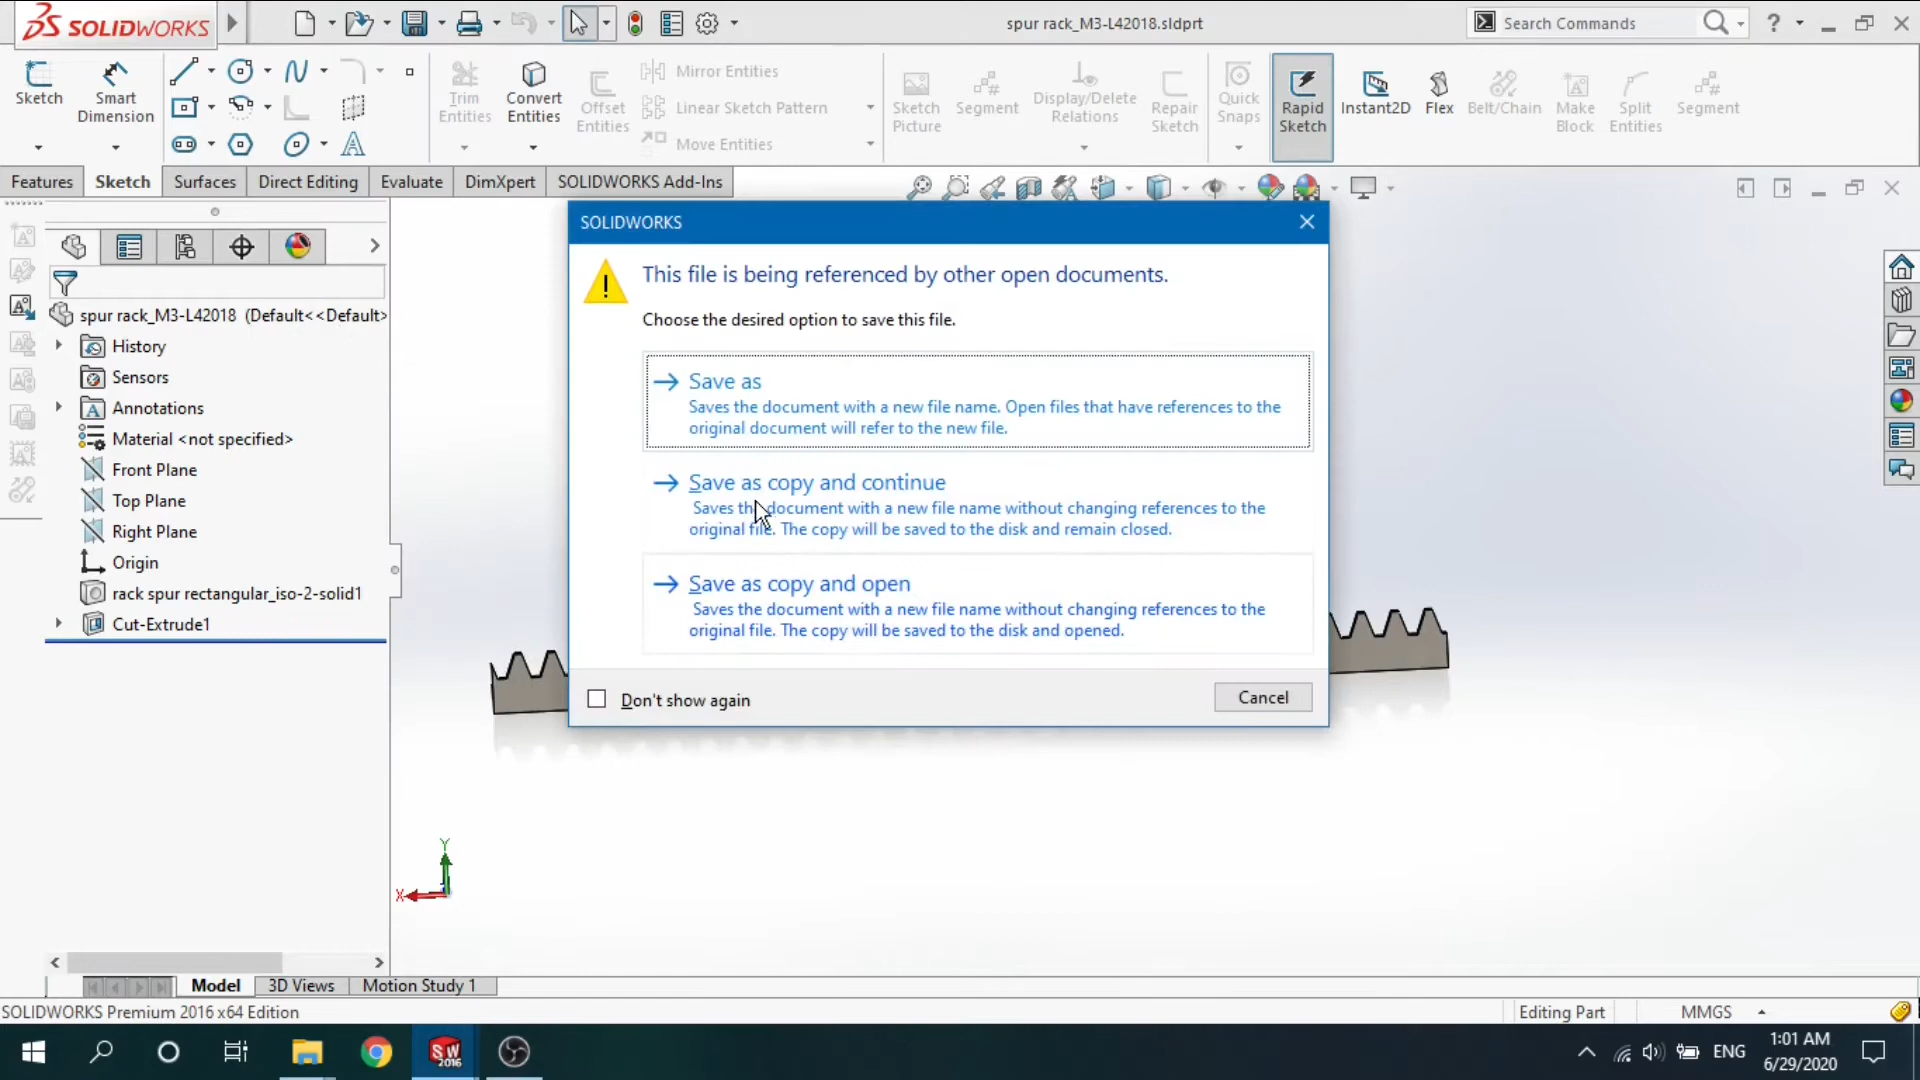 SOLIDWORKS
spur rack_M3-L42018.sldprt
Search Commands
?
Sketch
Smart
Dimension
Trim
Entities
Convert
Entities
Offset
Entities
Mirror Entities
Linear Sketch Pattern
Move Entities
Sketch
Picture
Segment
Display/Delete
Relations
Repair
Sketch
Quick
Snaps
Rapid
Sketch
Instant2D
Flex
Belt/Chain
Make
Block
Split
Entities
Segment
Features
Sketch
Surfaces
Direct Editing
Evaluate
DimXpert
SOLIDWORKS Add-Ins
spur rack_M3-L42018 (Default<<Default>
History
Sensors
Annotations
Material <not specified>
Front Plane
Top Plane
Right Plane
Origin
rack spur rectangular_iso-2-solid1
Cut-Extrude1
SOLIDWORKS
This file is being referenced by other open documents.
Choose the desired option to save this file.
Save as
Saves the document with a new file name. Open files that have references to the
original document will refer to the new file.
Save as copy and continue
Saves the document with a new file name without changing references to the
original file. The copy will be saved to the disk and remain closed.
Save as copy and open
Saves the document with a new file name without changing references to the
original file. The copy will be saved to the disk and opened.
Don't show again
Cancel
Y
X
Model
3D Views
Motion Study 1
SOLIDWORKS Premium 2016 x64 Edition
Editing Part
MMGS
SW
2016
ENG
1:01 AM
6/29/2020